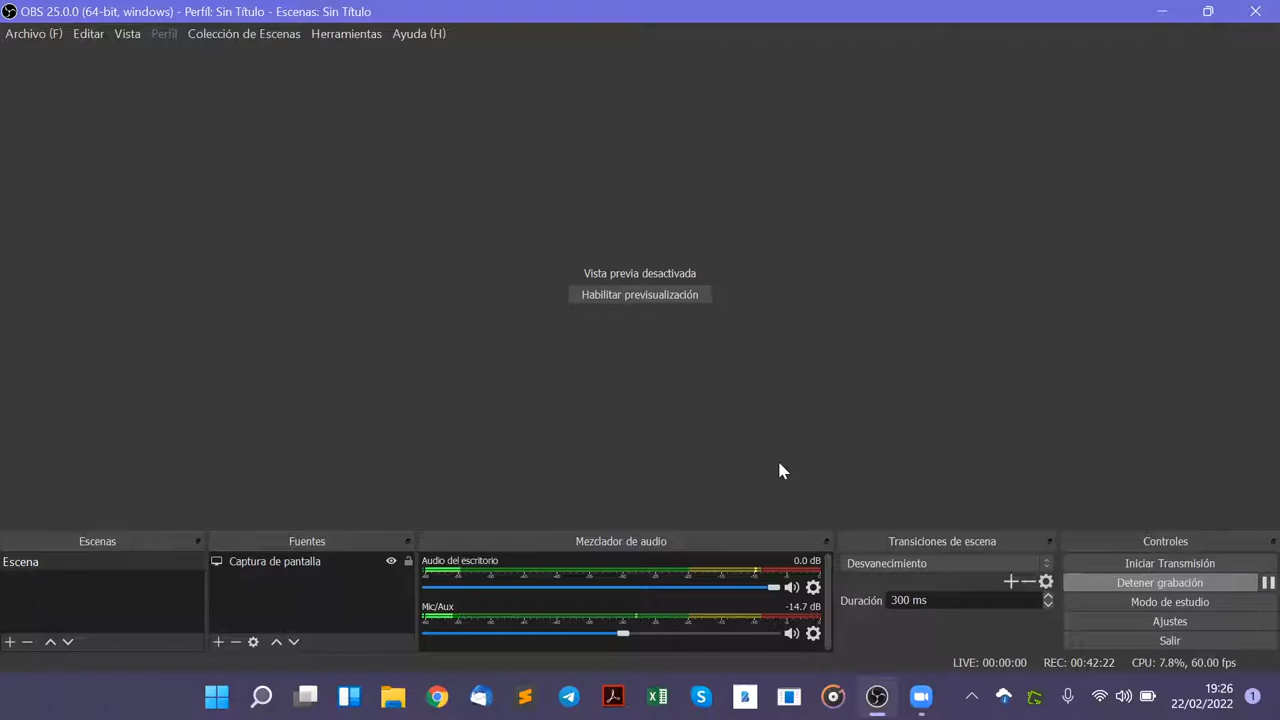 OBS 25.0.0 (64-bit, windows) - Perfil: Sin Título - Escenas: Sin Título
Archivo (F) Editar Vista Perfil Colección de Escenas Herramientas Ayuda (H)
Vista previa desactivada
Habilitar previsualización
Escenas Fuentes Mezclador de audio Transiciones de escena Controles
Escena
Captura de pantalla
Audio del escritorio 0.0 dB
Mic/Aux -14.7 dB
Desvanecimiento
Duración 300 ms
Iniciar Transmisión
Detener grabación
Modo de estudio
Ajustes
Salir
LIVE: 00:00:00 REC: 00:42:22 CPU: 7.8%, 60.00 fps
19:26
22/02/2022
1